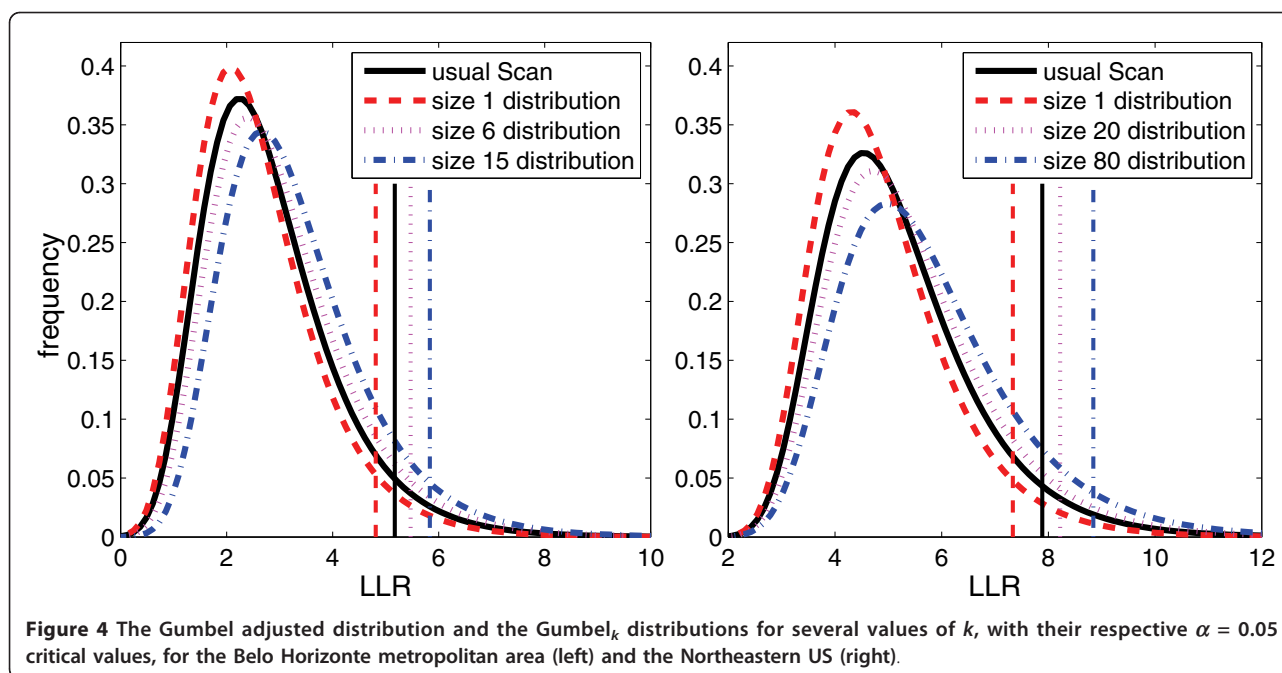 0.4
0.35
0.3
0.25
0.2
0.15
0.1
0.05
0
frequency
0 2 4 6 8 10
LLR
usual Scan
size 1 distribution
size 6 distribution
size 15 distribution
0.4
0.35
0.3
0.25
0.2
0.15
0.1
0.05
0
2 4 6 8 10 12
LLR
usual Scan
size 1 distribution
size 20 distribution
size 80 distribution
Figure 4 The Gumbel adjusted distribution and the Gumbelk distributions for several values of k, with their respective α = 0.05
critical values, for the Belo Horizonte metropolitan area (left) and the Northeastern US (right).